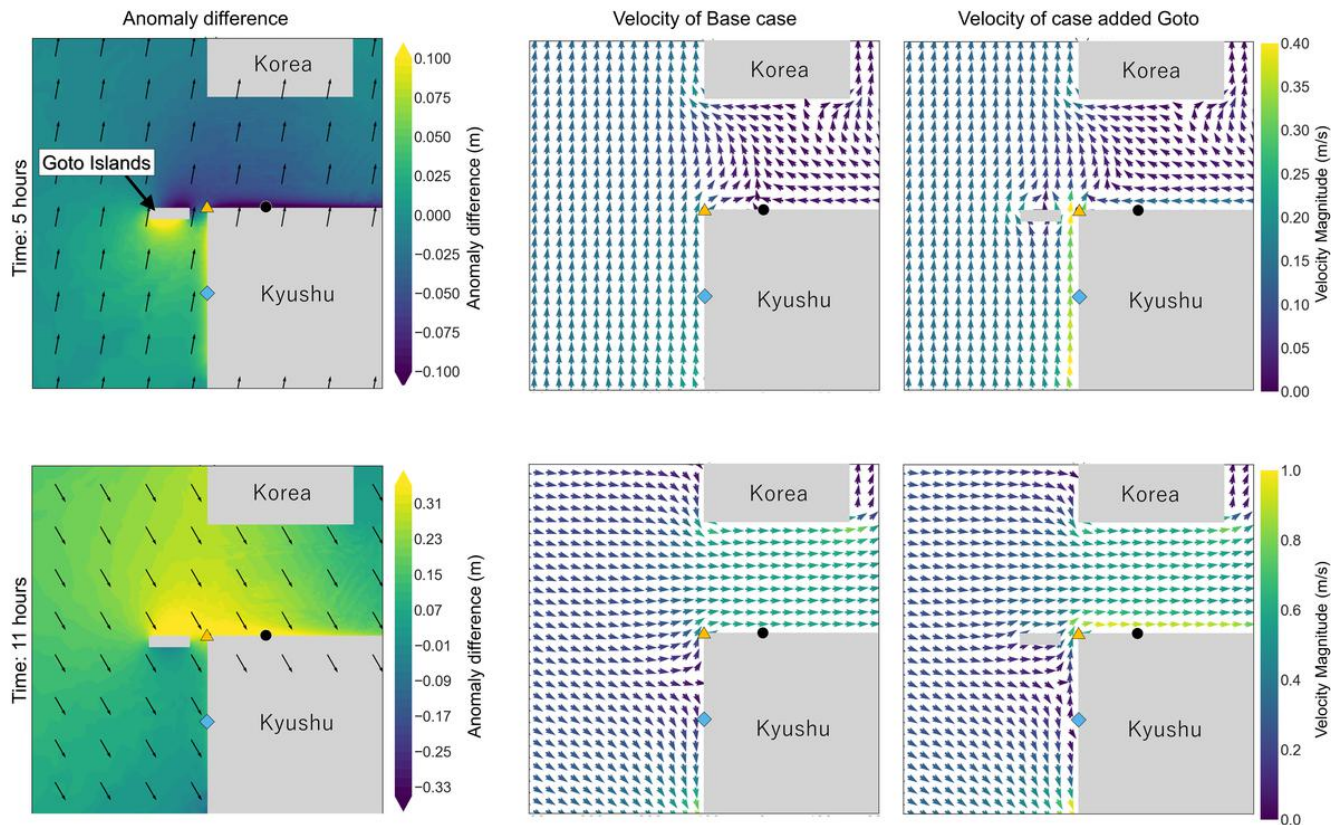 Anomaly difference
Velocity of Base case
Velocity of case added Goto
Time: 5 hours
Korea
Goto Islands
Kyushu
0.100
0.075
0.050
0.025
0.000
−0.025
−0.050
−0.075
−0.100
Anomaly difference (m)
Korea
Kyushu
Korea
Kyushu
0.40
0.35
0.30
0.25
0.20
0.15
0.10
0.05
0.00
Velocity Magnitude (m/s)
Time: 11 hours
Korea
Kyushu
0.31
0.23
0.15
0.07
−0.01
−0.09
−0.17
−0.25
−0.33
Anomaly difference (m)
Korea
Kyushu
Korea
Kyushu
1.0
0.8
0.6
0.4
0.2
0.0
Velocity Magnitude (m/s)